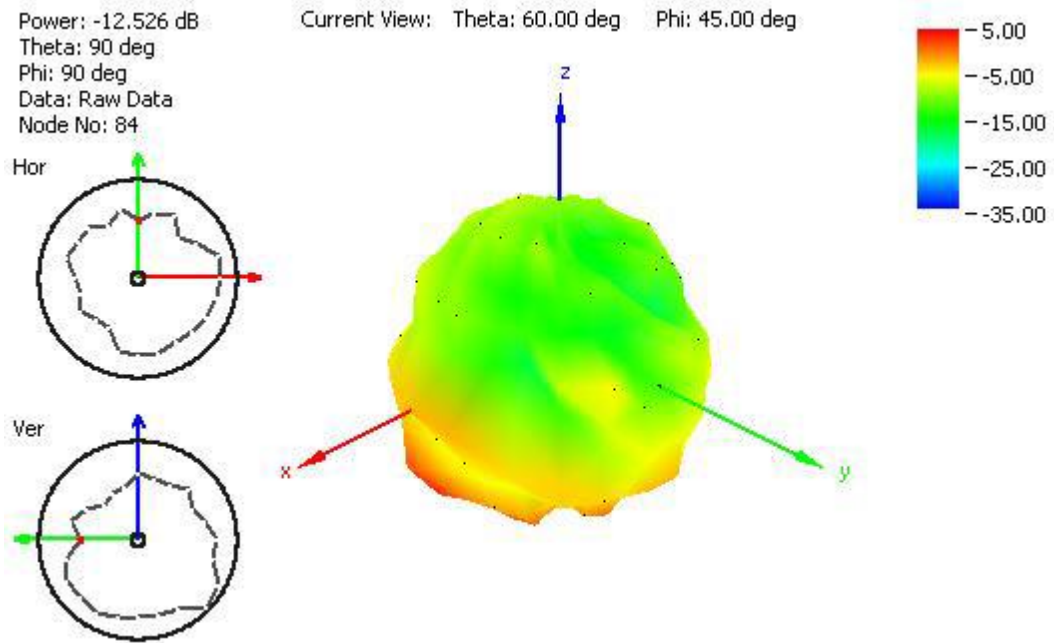 Power: -12.526 dB
Theta: 90 deg
Phi: 90 deg
Data: Raw Data
Node No: 84
Current View: Theta: 60.00 deg Phi: 45.00 deg
5.00
-5.00
-15.00
-25.00
-35.00
Hor
z
x
y
Ver